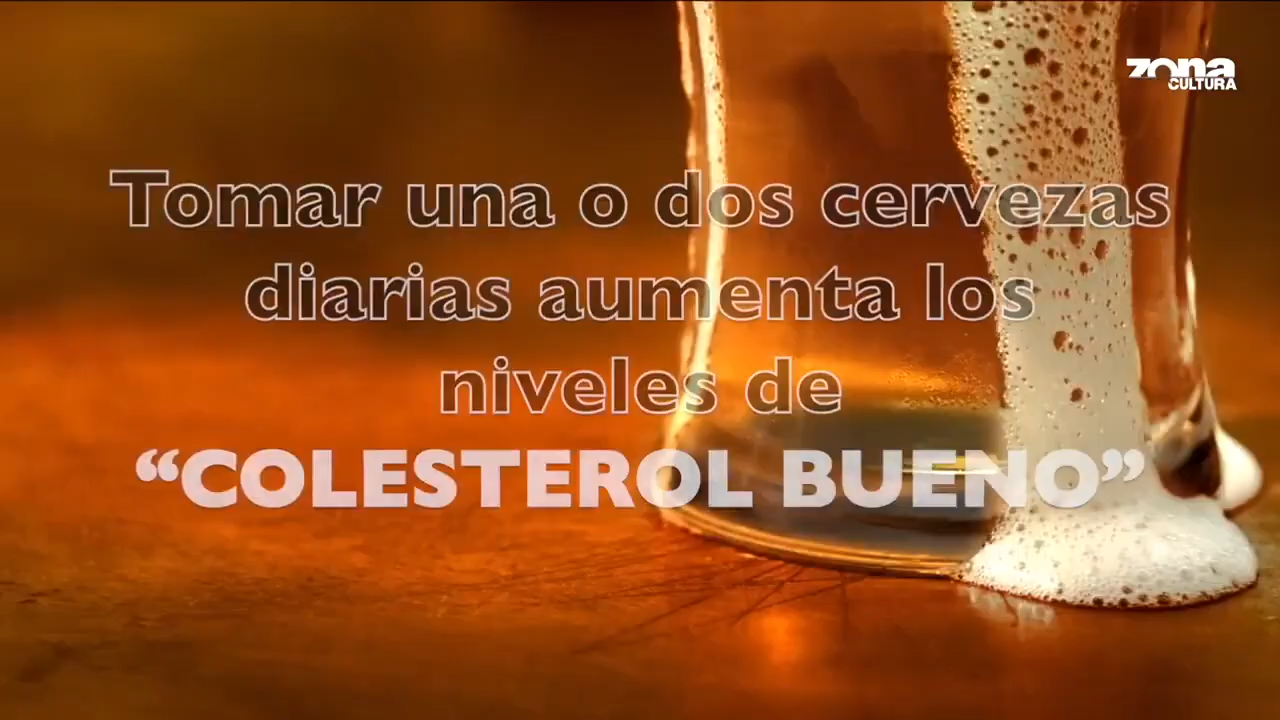 zona
CULTURA
Tomar una o dos cervezas
diarias aumenta los
niveles de
“COLESTEROL BUENO”